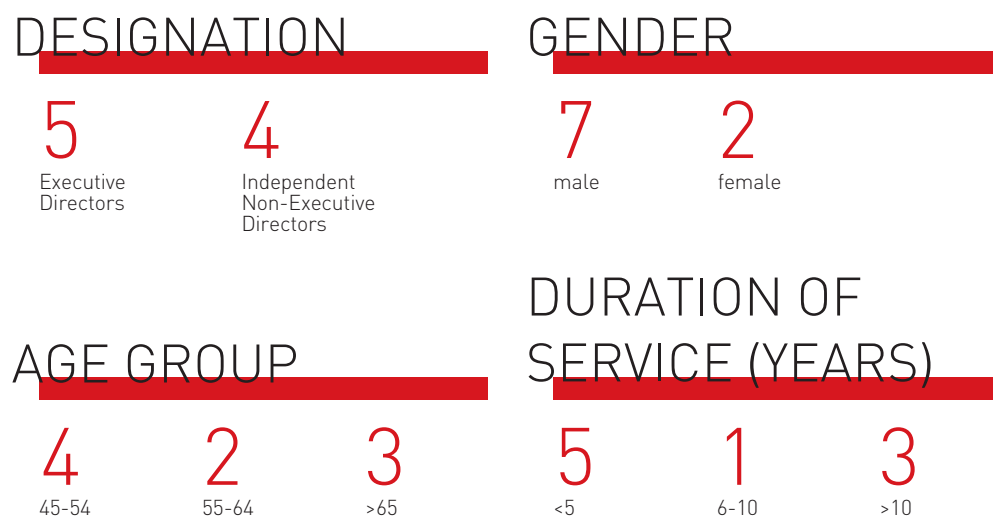 DESIGNATION
5
4
Executive
Directors
Independent
Non-Executive
Directors
GENDER
7
2
male
female
AGE GROUP
4
2
3
45-54
55-64
>65
DURATION OF
SERVICE (YEARS)
5
1
3
<5
6-10
>10